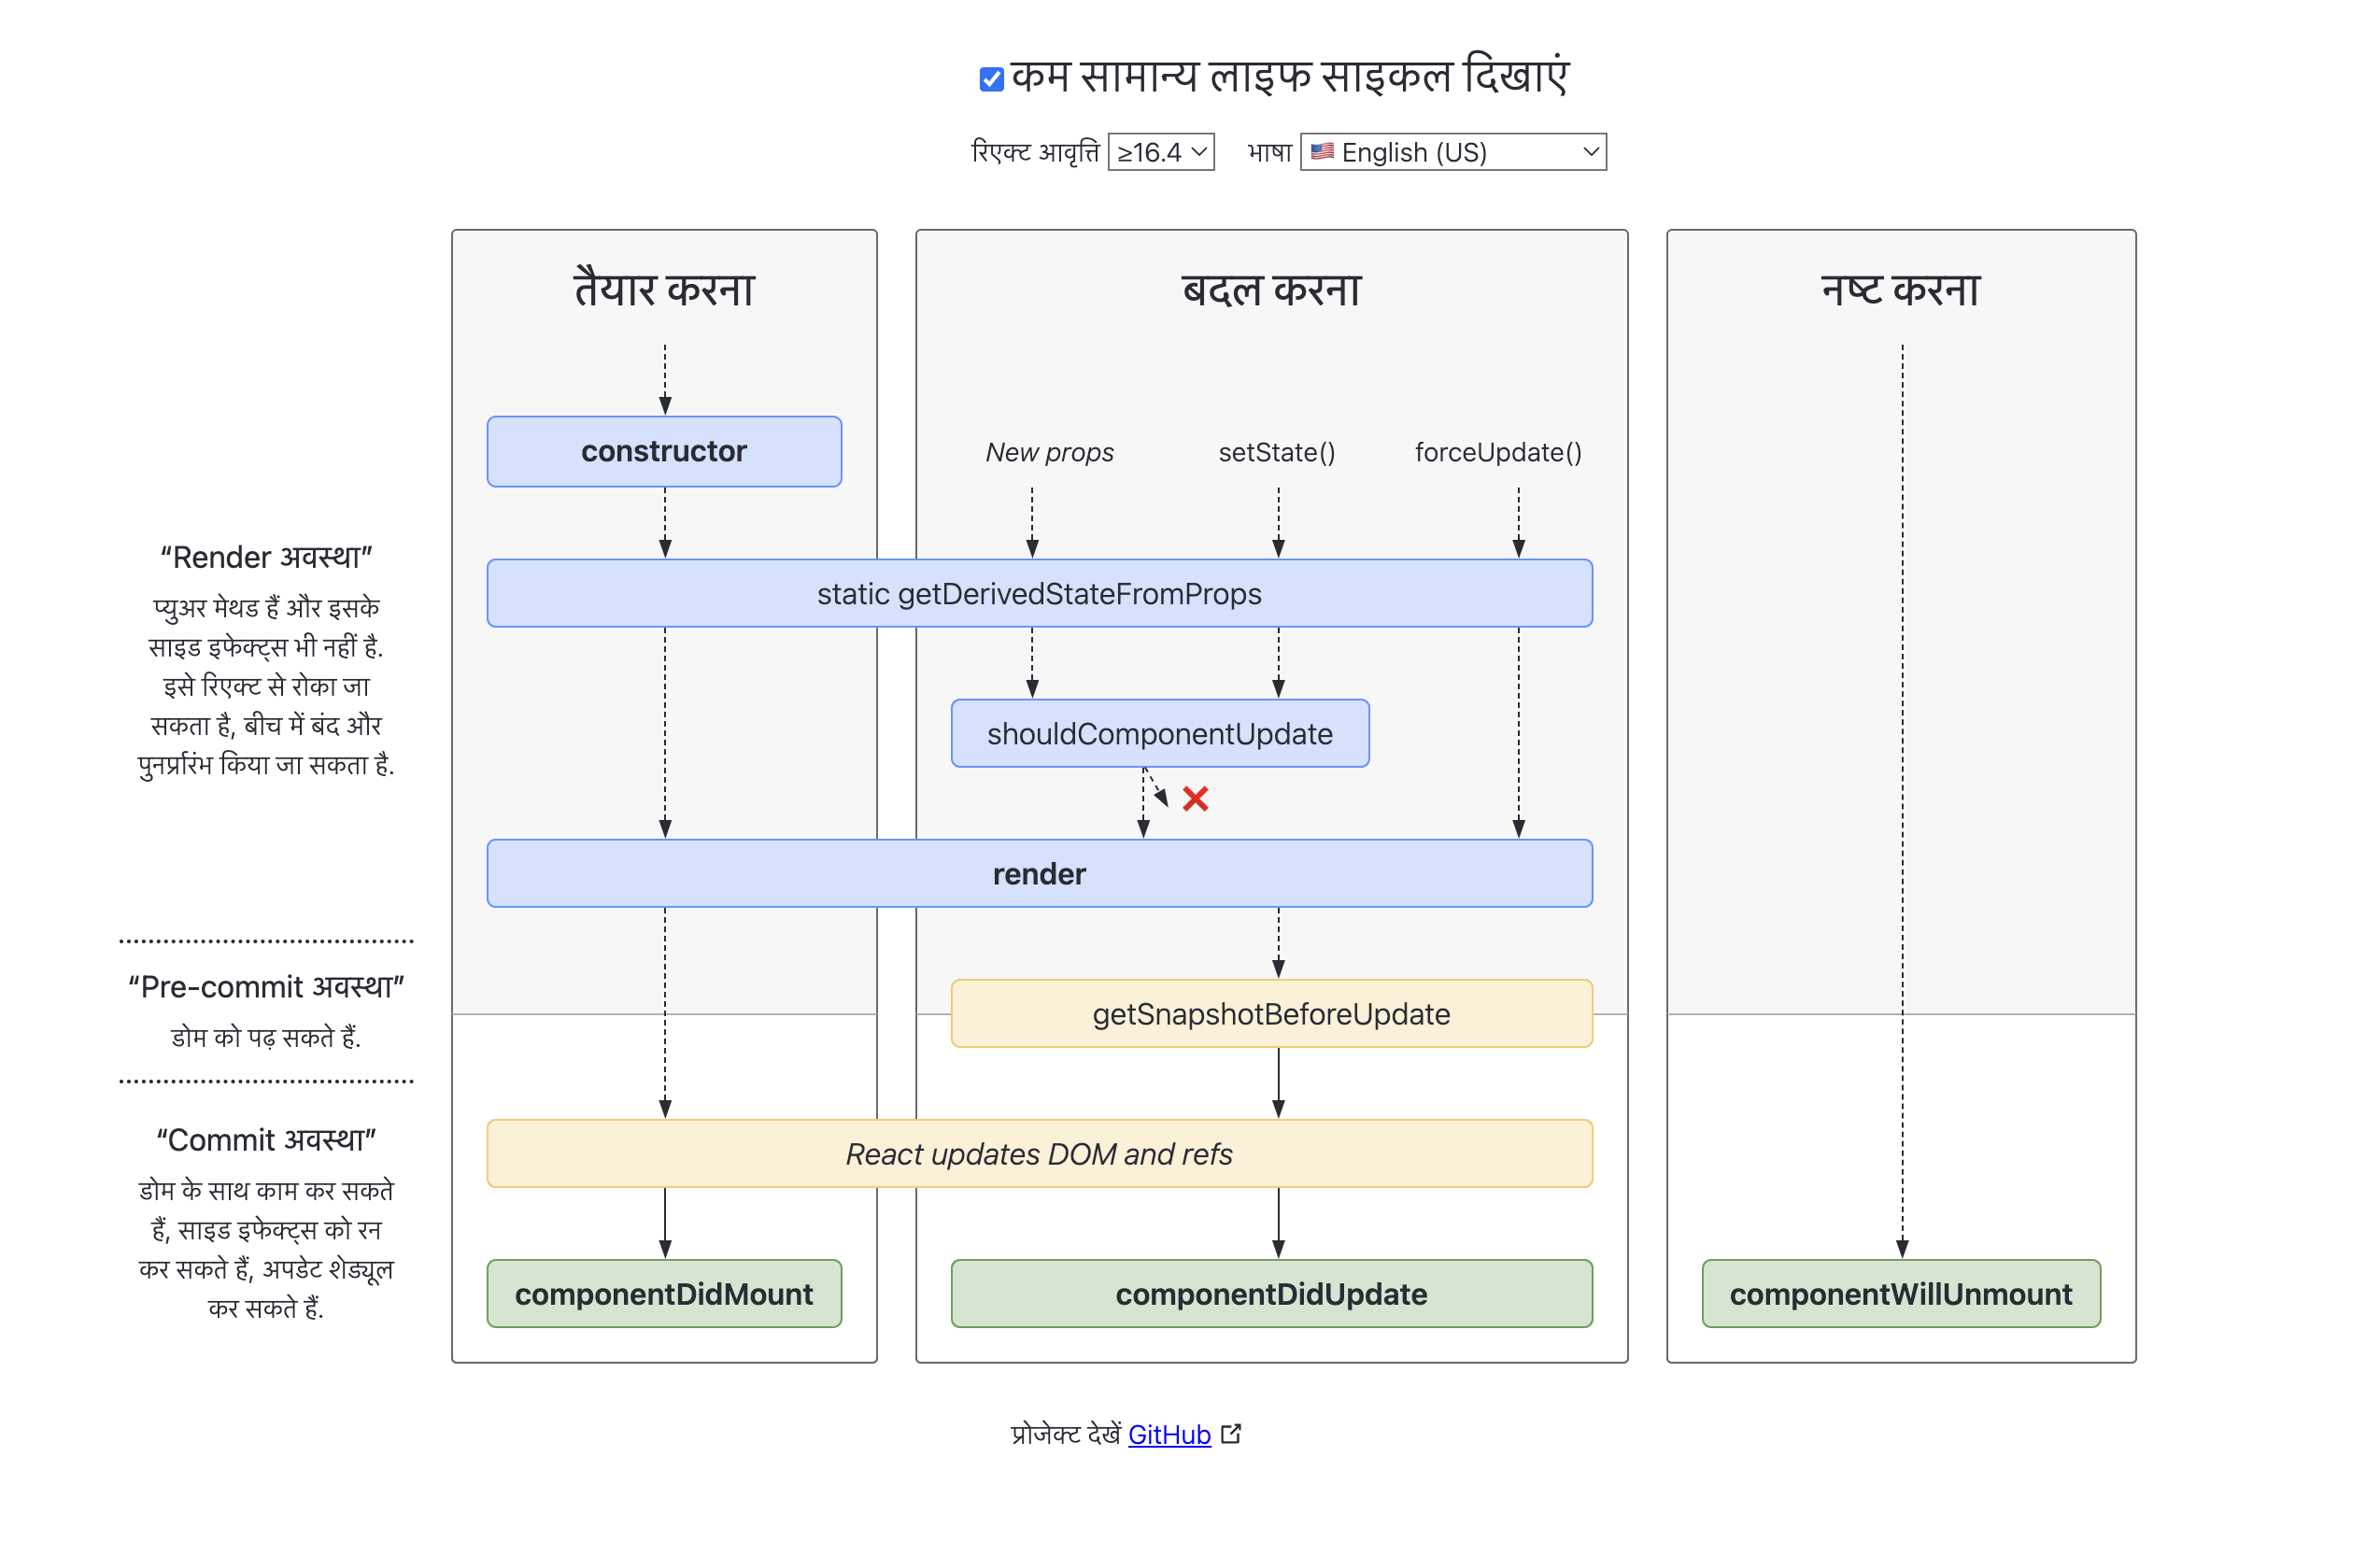 कम सामान्य लाइफ साइकल दिखाएं
रिएक्ट आवृत्ति ≥16.4 भाषा 🇺🇸 English (US)
तैयार करना
बदल करना
नष्ट करना
constructor
New props
setState()
forceUpdate()
“Render अवस्था”
प्युअर मेथड हैं और इसके
साइड इफेक्ट्स भी नहीं है.
इसे रिएक्ट से रोका जा
सकता है, बीच में बंद और
पुनर्प्रारंभ किया जा सकता है.
static getDerivedStateFromProps
shouldComponentUpdate
render
“Pre-commit अवस्था”
डोम को पढ़ सकते हैं.
getSnapshotBeforeUpdate
“Commit अवस्था”
डोम के साथ काम कर सकते
हैं, साइड इफेक्ट्स को रन
कर सकते हैं, अपडेट शेड्यूल
कर सकते हैं.
React updates DOM and refs
componentDidMount
componentDidUpdate
componentWillUnmount
प्रोजेक्ट देखें GitHub